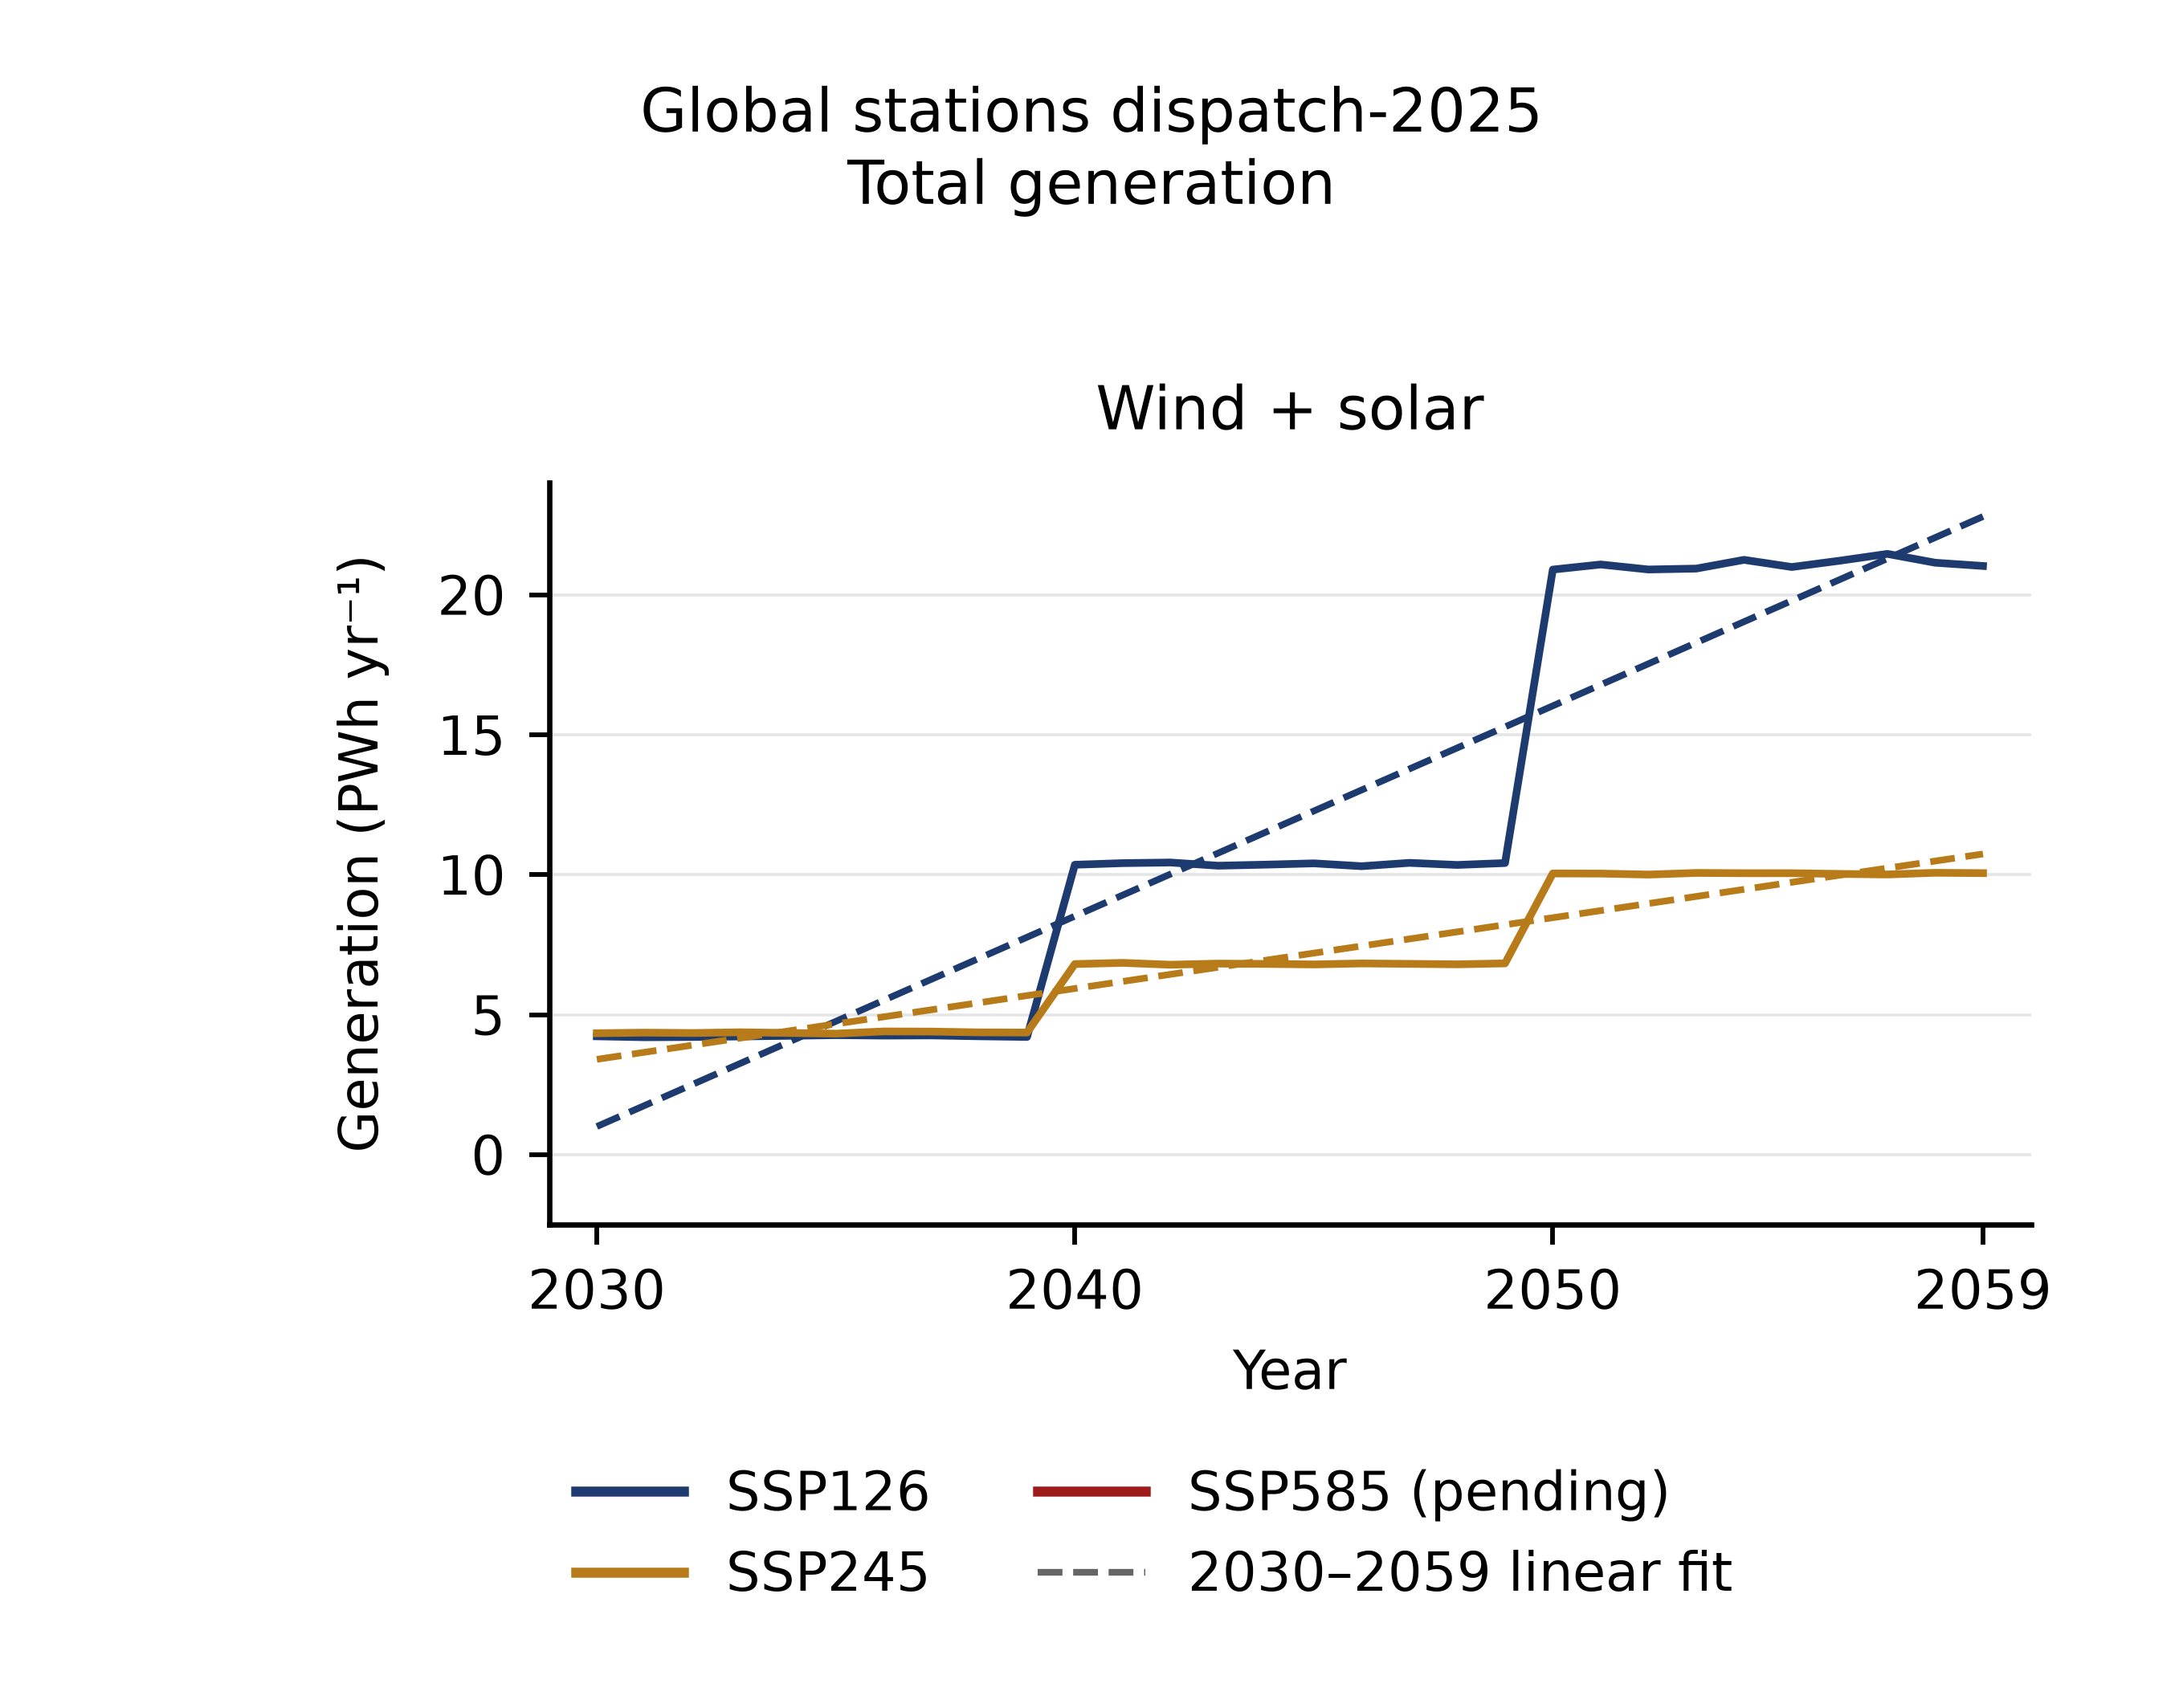 Global stations dispatch-2025
Total generation
Wind + solar
Generation (PWh yr⁻¹)
20
15
10
5
0
2030
2040
2050
2059
Year
SSP126
SSP585 (pending)
SSP245
2030–2059 linear fit